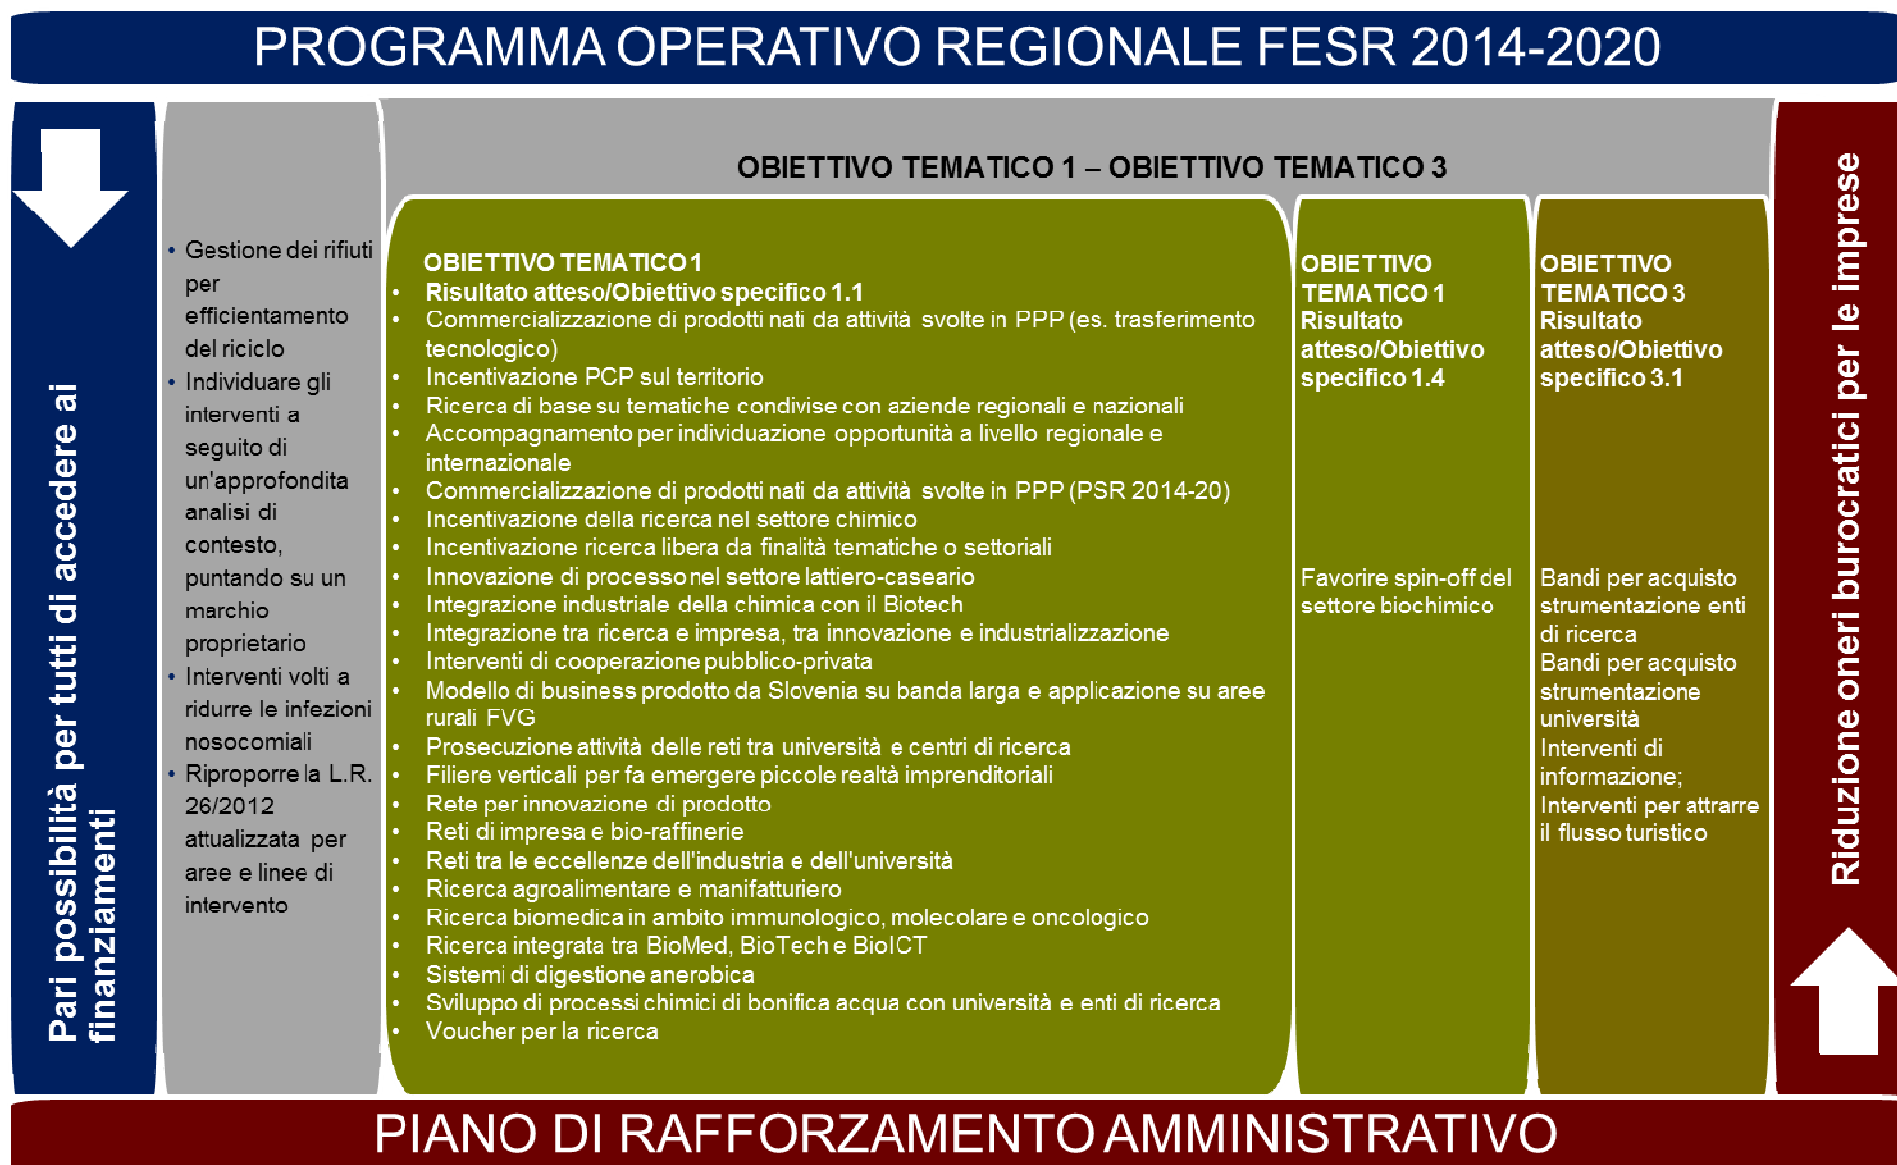 PROGRAMMA OPERATIVO REGIONALE FESR 2014-2020
Pari possibilità per tutti di accedere ai
finanziamenti
• Gestione dei rifiuti
per
efficientamento
del riciclo
• Individuare gli
interventi a
seguito di
un'approfondita
analisi di
contesto,
puntando su un
marchio
proprietario
• Interventi volti a
ridurre le infezioni
nosocomiali
• Riproporre la L.R.
26/2012
attualizzata per
aree e linee di
intervento
OBIETTIVO TEMATICO 1 – OBIETTIVO TEMATICO 3
OBIETTIVO TEMATICO 1
• Risultato atteso/Obiettivo specifico 1.1
• Commercializzazione di prodotti nati da attività svolte in PPP (es. trasferimento
tecnologico)
• Incentivazione PCP sul territorio
• Ricerca di base su tematiche condivise con aziende regionali e nazionali
• Accompagnamento per individuazione opportunità a livello regionale e
internazionale
• Commercializzazione di prodotti nati da attività svolte in PPP (PSR 2014-20)
• Incentivazione della ricerca nel settore chimico
• Incentivazione ricerca libera da finalità tematiche o settoriali
• Innovazione di processo nel settore lattiero-caseario
• Integrazione industriale della chimica con il Biotech
• Integrazione tra ricerca e impresa, tra innovazione e industrializzazione
• Interventi di cooperazione pubblico-privata
• Modello di business prodotto da Slovenia su banda larga e applicazione su aree
rurali FVG
• Prosecuzione attività delle reti tra università e centri di ricerca
• Filiere verticali per fa emergere piccole realtà imprenditoriali
• Rete per innovazione di prodotto
• Reti di impresa e bio-raffinerie
• Reti tra le eccellenze dell'industria e dell'università
• Ricerca agroalimentare e manifatturiero
• Ricerca biomedica in ambito immunologico, molecolare e oncologico
• Ricerca integrata tra BioMed, BioTech e BioICT
• Sistemi di digestione anerobica
• Sviluppo di processi chimici di bonifica acqua con università e enti di ricerca
• Voucher per la ricerca
OBIETTIVO
TEMATICO 1
Risultato
atteso/Obiettivo
specifico 1.4
Favorire spin-off del
settore biochimico
OBIETTIVO
TEMATICO 3
Risultato
atteso/Obiettivo
specifico 3.1
Bandi per acquisto
strumentazione enti
di ricerca
Bandi per acquisto
strumentazione
università
Interventi di
informazione;
Interventi per attrarre
il flusso turistico
Riduzione oneri burocratici per le imprese
PIANO DI RAFFORZAMENTO AMMINISTRATIVO